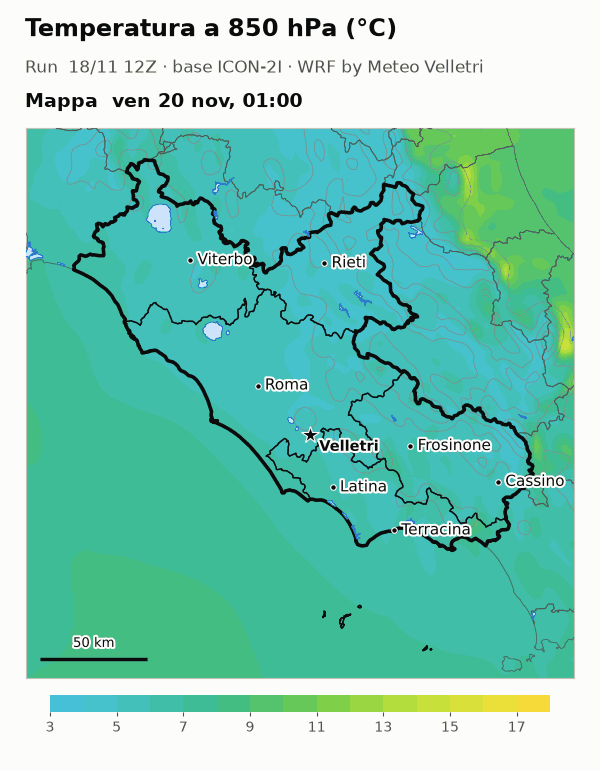 Temperatura a 850 hPa (°C)
Run  18/11 12Z · base ICON-2I · WRF by Meteo Velletri
Mappa  ven 20 nov, 01:00
Viterbo
Rieti
Roma
Velletri
Frosinone
Latina
Cassino
Terracina
50 km
3 5 7 9 11 13 15 17